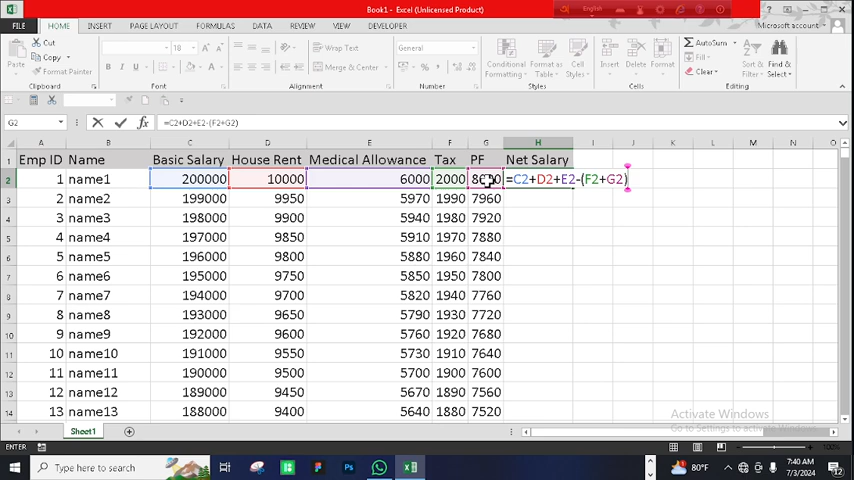 Book1 - Excel (Unlicensed Product)
English
FILE HOME INSERT PAGE LAYOUT FORMULAS DATA REVIEW VIEW DEVELOPER Microsoft account
Cut
Copy
Format Painter
Paste
18
B I U
Wrap Text
Merge & Center
General
Conditional Formatting
Format as Table
Cell Styles
Insert Delete Format
AutoSum
Fill
Clear
Sort & Filter
Find & Select
Clipboard Font Alignment Number Styles Cells Editing
G2 =C2+D2+E2-(F2+G2)
A B C D E F G H I J K L M N O
1 Emp ID Name Basic Salary House Rent Medical Allowance Tax PF Net Salary
2 1 name1 200000 10000 6000 2000 =C2+D2+E2-(F2+G2)
3 2 name2 199000 9950 5970 1990 7960
4 3 name3 198000 9900 5940 1980 7920
5 4 name4 197000 9850 5910 1970 7880
6 5 name5 196000 9800 5880 1960 7840
7 6 name6 195000 9750 5850 1950 7800
8 7 name7 194000 9700 5820 1940 7760
9 8 name8 193000 9650 5790 1930 7720
10 9 name9 192000 9600 5760 1920 7680
11 10 name10 191000 9550 5730 1910 7640
12 11 name11 190000 9500 5700 1900 7600
13 12 name12 189000 9450 5670 1890 7560
14 13 name13 188000 9400 5640 1880 7520
Activate Windows
Go to Settings to activate Windows.
Sheet1
ENTER 100%
Type here to search
80°F
7:40 AM
7/3/2024